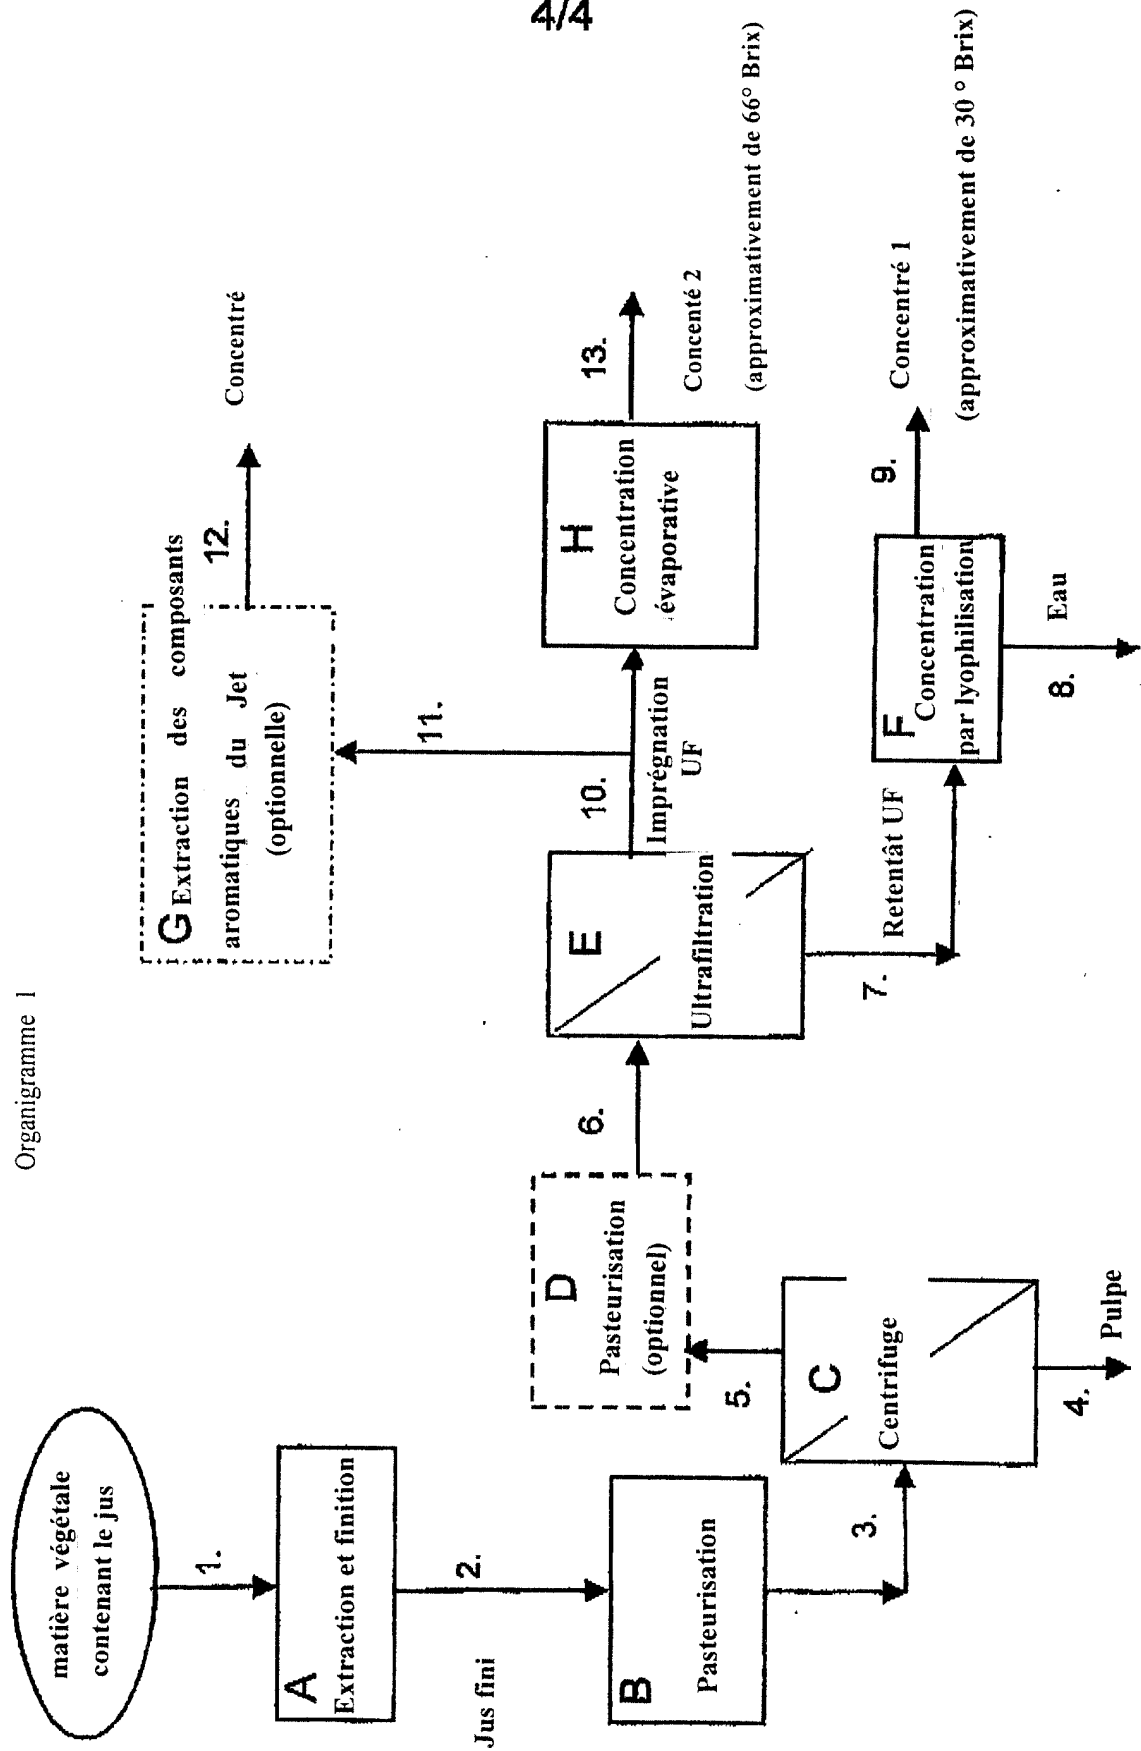 4/4
Organigramme 1
matière végétale
contenant le jus
1.
A
Extraction et finition
2.
Jus fini
B
Pasteurisation
3.
C
Centrifuge
4.
Pulpe
5.
D
Pasteurisation
(optionnel)
6.
E
Ultrafiltration
7.
Retentât UF
F
Concentration
par lyophilisation
8.
Eau
9.
Concentré 1
(approximativement de 30 ° Brix)
10.
Imprégnation
UF
11.
G Extraction des composants
aromatiques du Jet
(optionnelle)
12.
Concentré
H
Concentration
évaporative
13.
Concenté 2
(approximativement de 66° Brix)